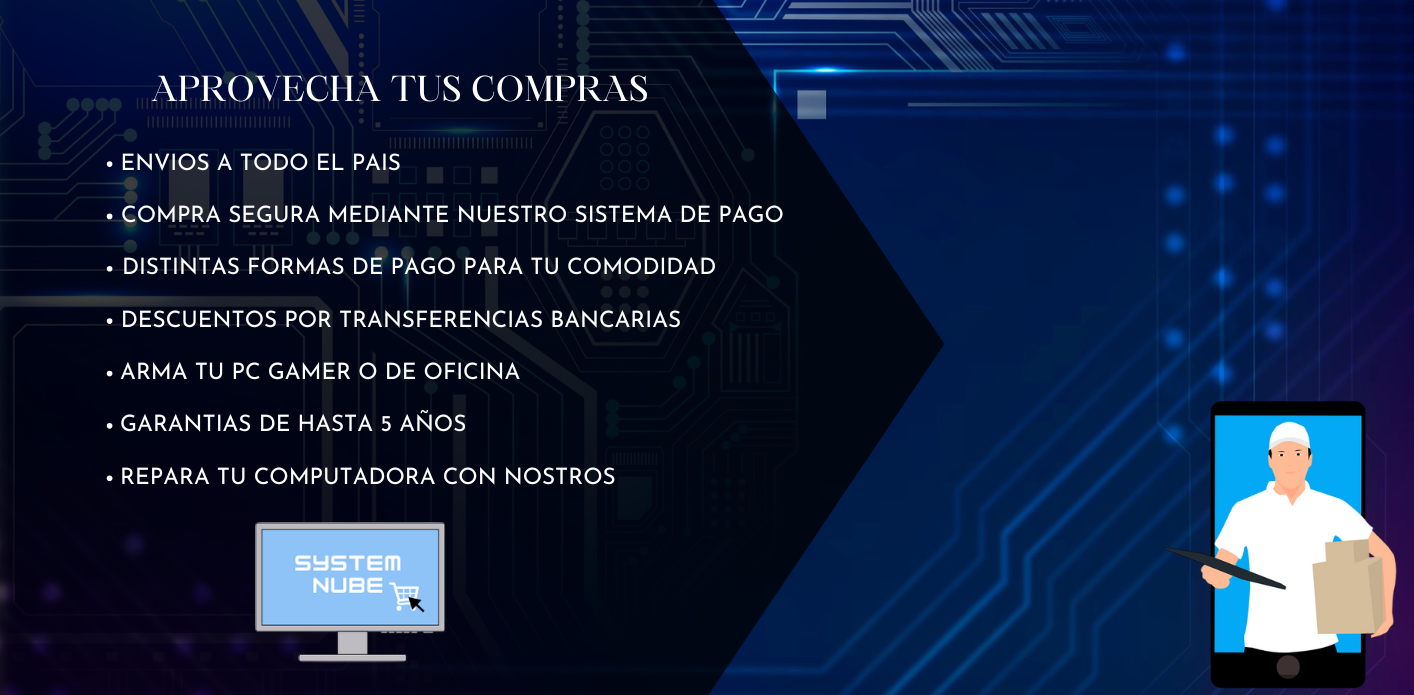 APROVECHA TUS COMPRAS
• ENVIOS A TODO EL PAIS
• COMPRA SEGURA MEDIANTE NUESTRO SISTEMA DE PAGO
• DISTINTAS FORMAS DE PAGO PARA TU COMODIDAD
• DESCUENTOS POR TRANSFERENCIAS BANCARIAS
• ARMA TU PC GAMER O DE OFICINA
• GARANTIAS DE HASTA 5 AÑOS
• REPARA TU COMPUTADORA CON NOSTROS
SYSTEM
NUBE